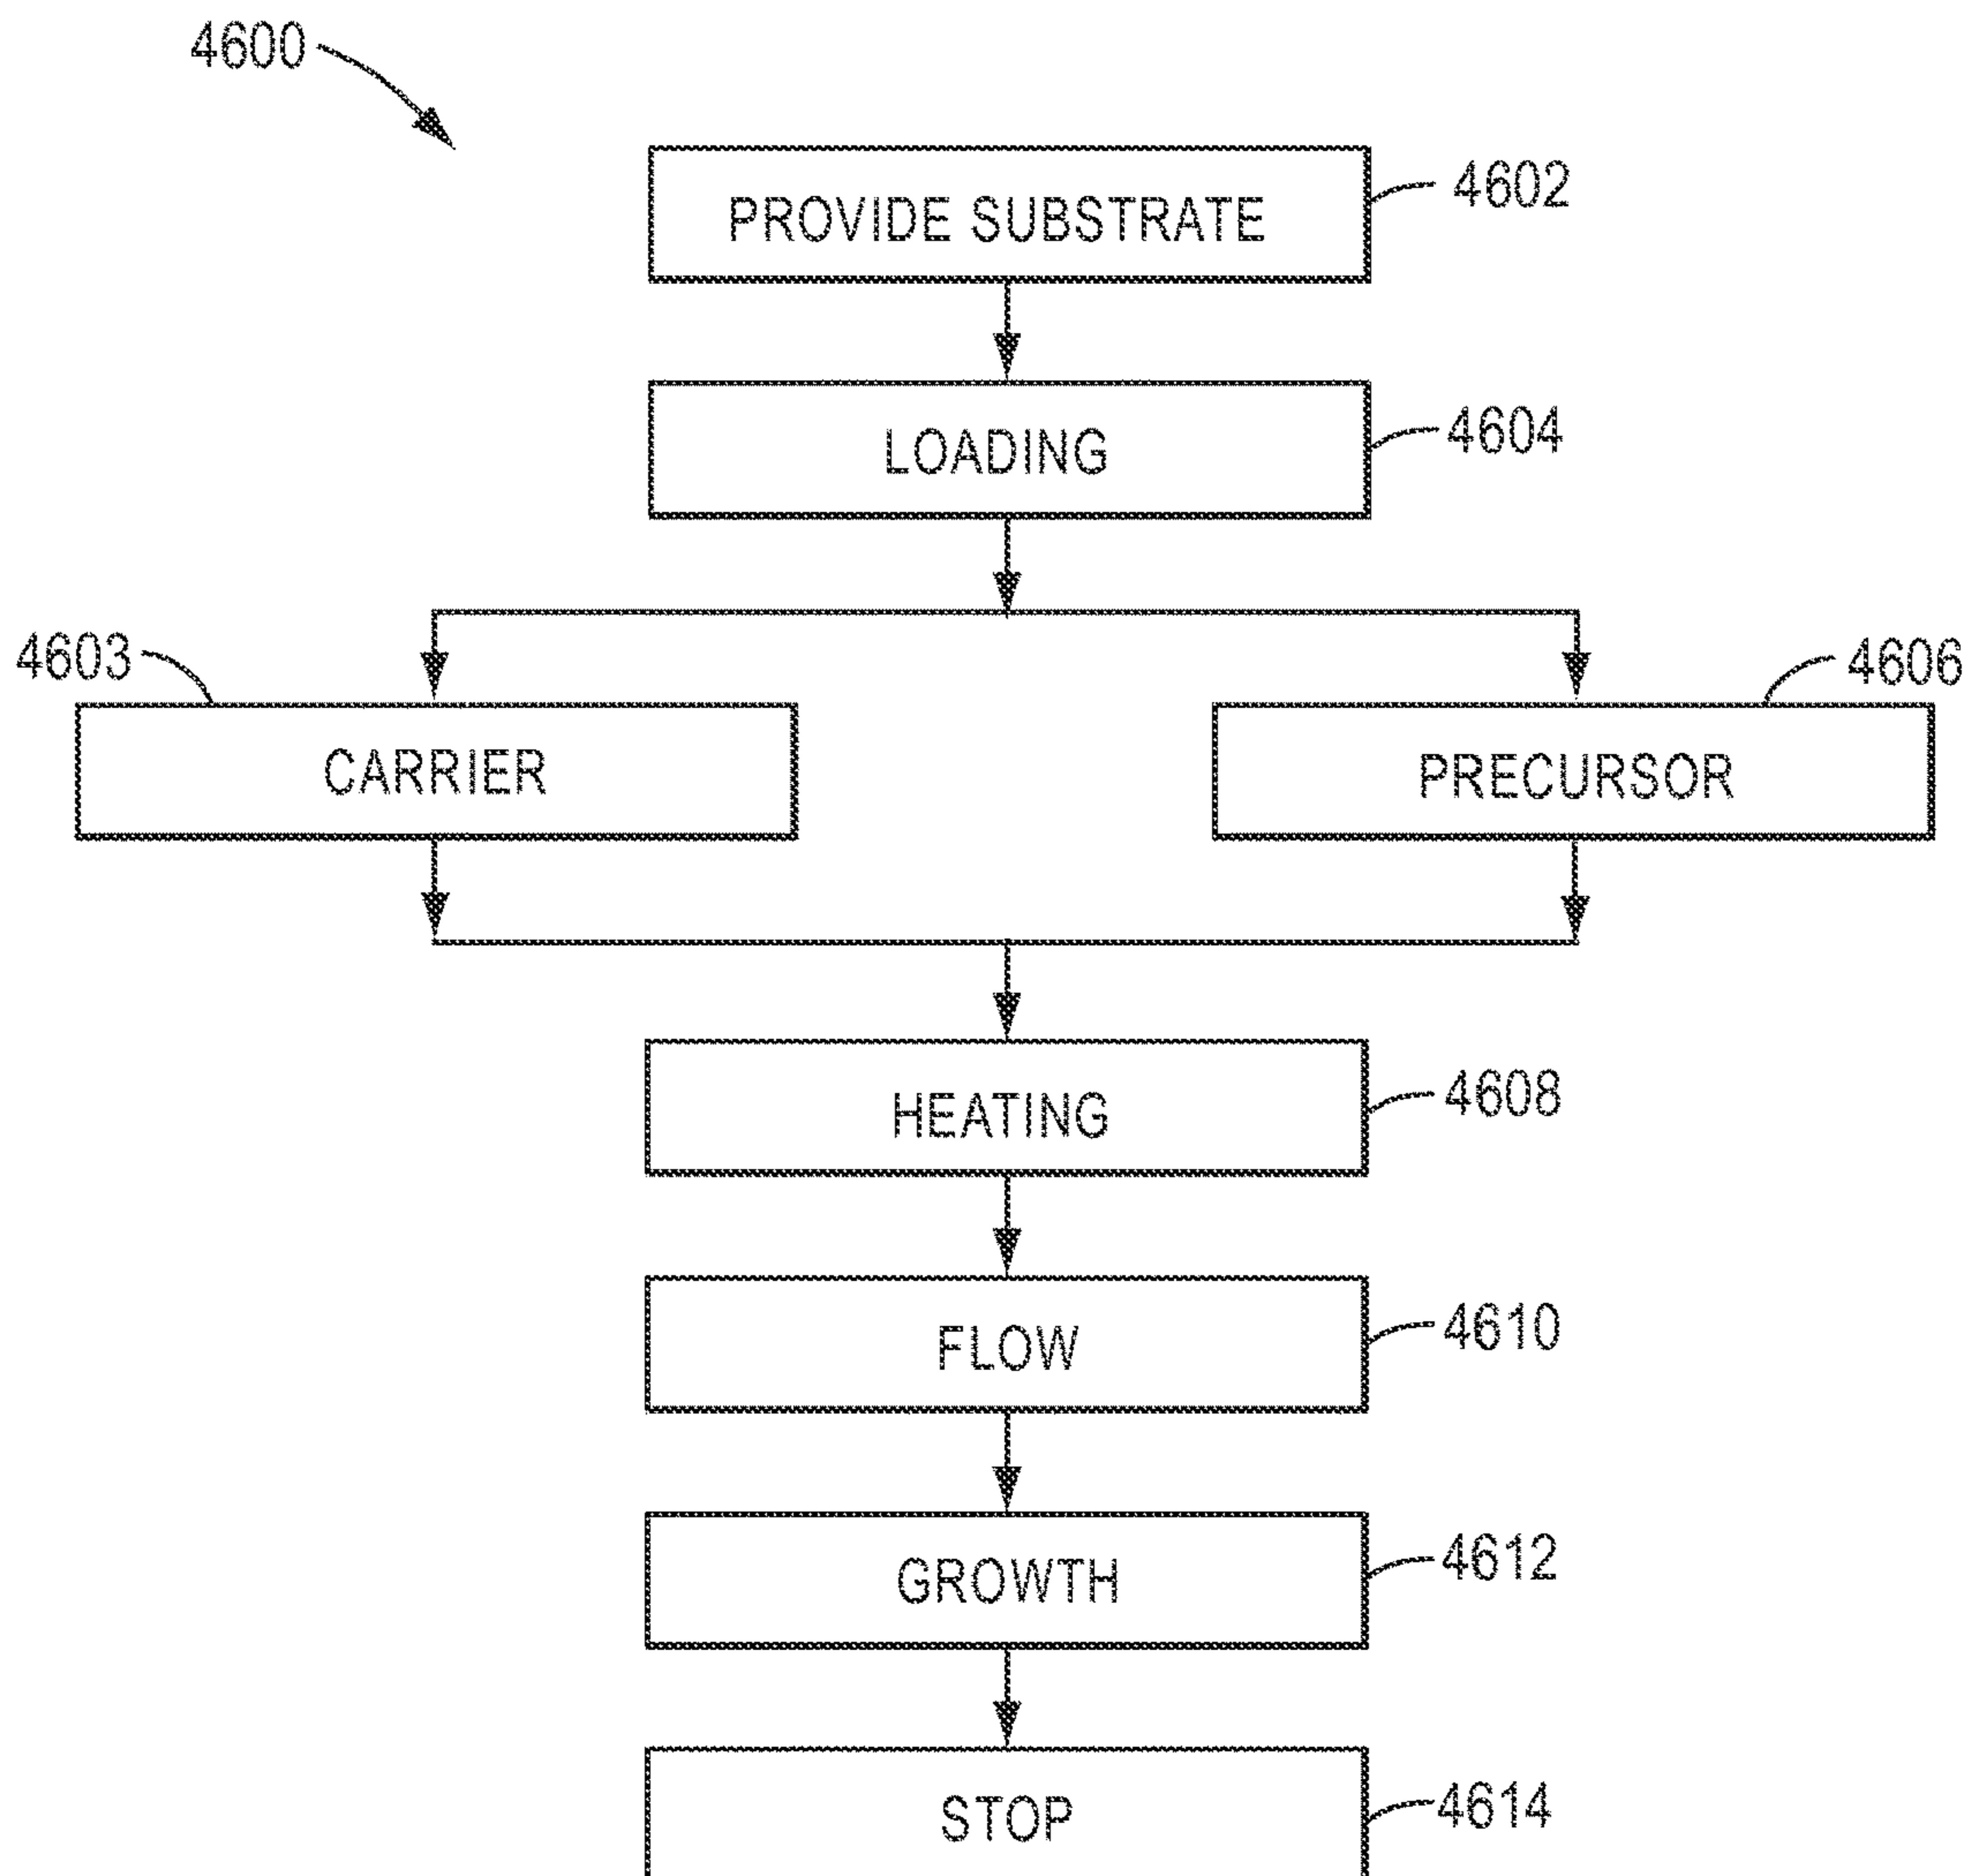 4600
PROVIDE SUBSTRATE
4602
LOADING
4604
4603
CARRIER
4606
PRECURSOR
HEATING
4608
FLOW
4610
GROWTH
4612
STOP
4614